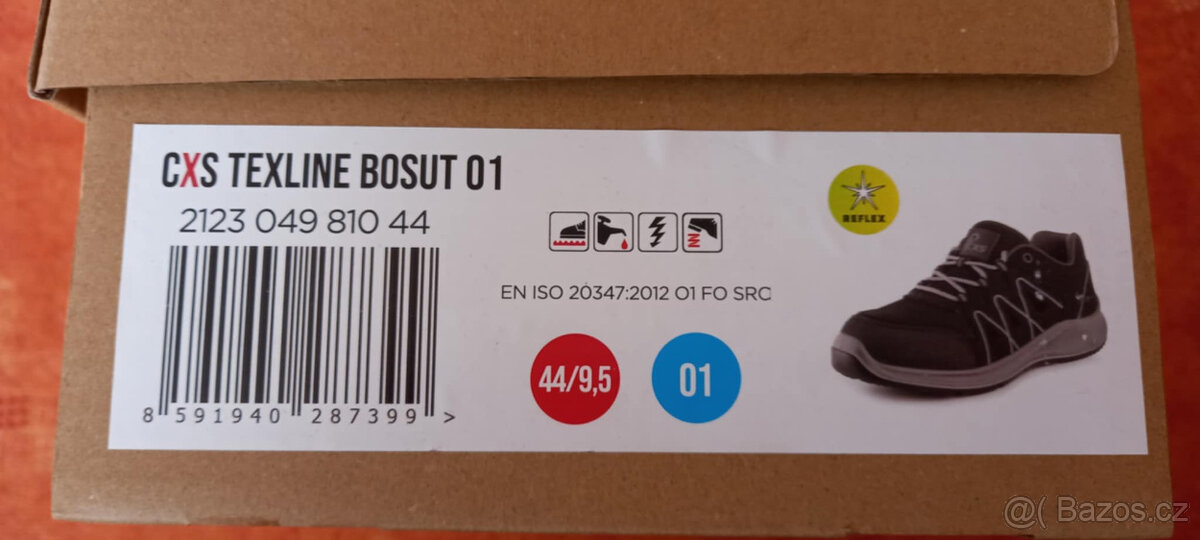 CXS TEXLINE BOSUT 01
2123 049 810 44
REFLEX
CXS
EN ISO 20347:2012 O1 FO SRC
44/9,5
01
8 591940 287399 >
@( Bazos.cz